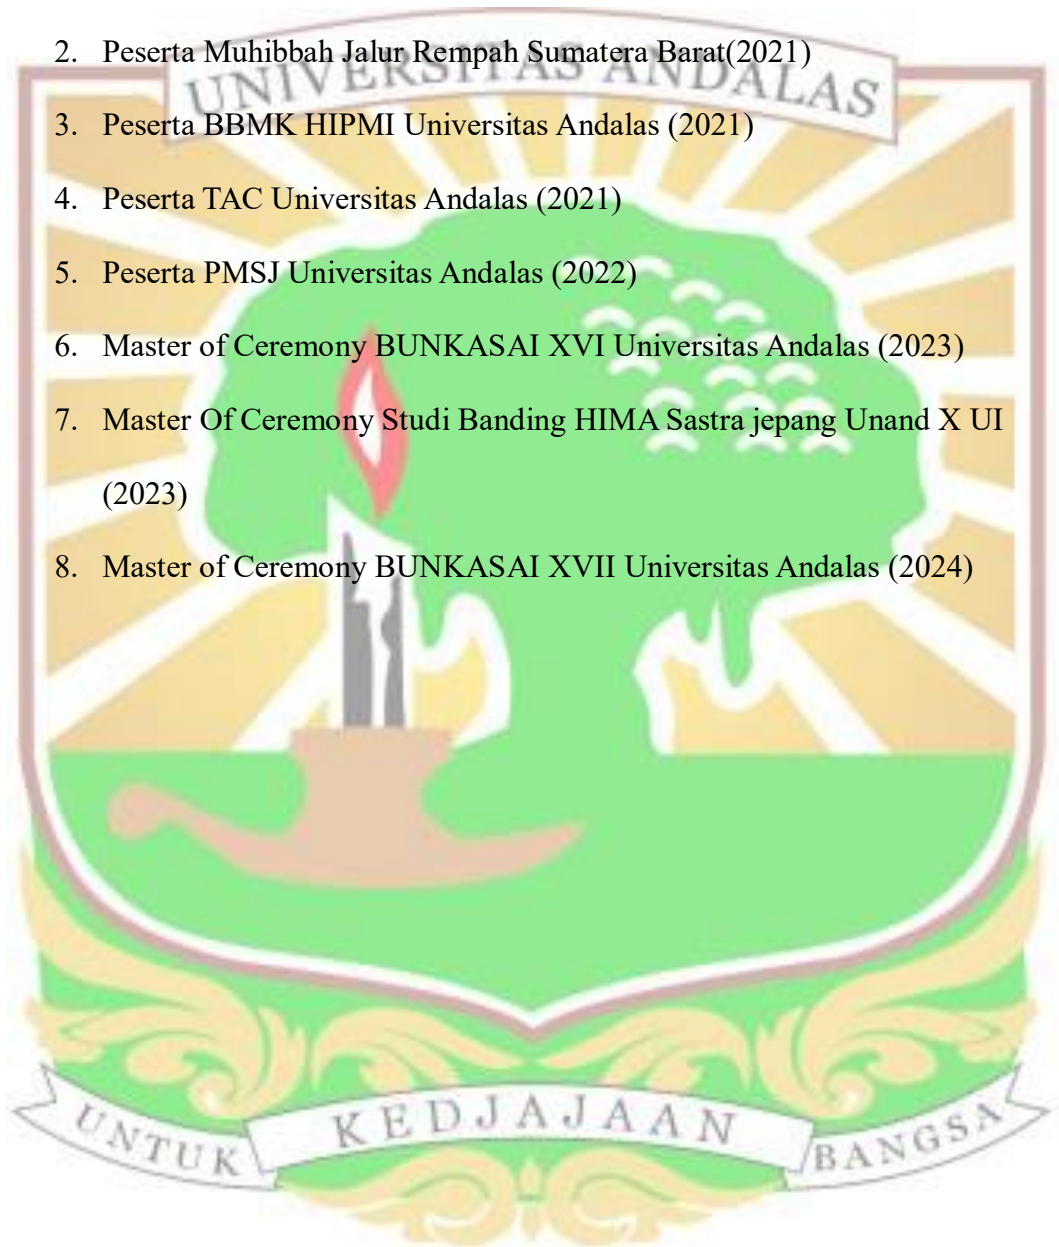 UNIVERSITAS ANDALAS
2. Peserta Muhibbah Jalur Rempah Sumatera Barat(2021)
3. Peserta BBMK HIPMI Universitas Andalas (2021)
4. Peserta TAC Universitas Andalas (2021)
5. Peserta PMSJ Universitas Andalas (2022)
6. Master of Ceremony BUNKASAI XVI Universitas Andalas (2023)
7. Master Of Ceremony Studi Banding HIMA Sastra jepang Unand X UI
(2023)
8. Master of Ceremony BUNKASAI XVII Universitas Andalas (2024)
UNTUK KEDJAJAAN BANGSA